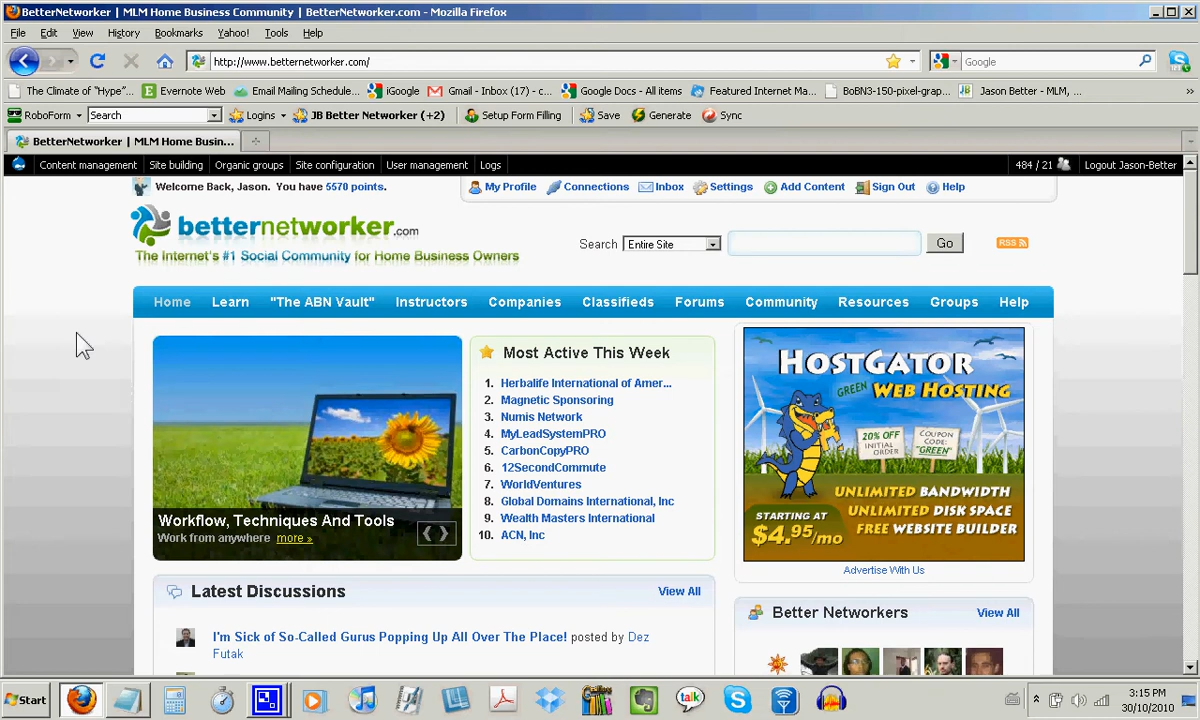 BetterNetworker | MLM Home Business Community | BetterNetworker.com - Mozilla Firefox
File Edit View History Bookmarks Yahoo! Tools Help
http://www.betternetworker.com/ Google
The Climate of "Hype"... Evernote Web Email Mailing Schedule... iGoogle Gmail - Inbox (17) - c... Google Docs - All items Featured Internet Ma... BoBN3-150-pixel-grap... Jason Better - MLM, ... »
RoboForm Search Logins JB Better Networker (+2) Setup Form Filling Save Generate Sync
BetterNetworker | MLM Home Busin...
Content management Site building Organic groups Site configuration User management Logs 484 / 21 Logout Jason-Better
Welcome Back, Jason. You have 5570 points. My Profile Connections Inbox Settings Add Content Sign Out Help
betternetworker.com
The Internet's #1 Social Community for Home Business Owners
Search Entire Site Go RSS
Home Learn "The ABN Vault" Instructors Companies Classifieds Forums Community Resources Groups Help
Workflow, Techniques And Tools
Work from anywhere more »
Most Active This Week
1. Herbalife International of Amer...
2. Magnetic Sponsoring
3. Numis Network
4. MyLeadSystemPRO
5. CarbonCopyPRO
6. 12SecondCommute
7. WorldVentures
8. Global Domains International, Inc
9. Wealth Masters International
10. ACN, Inc
HOSTGATOR
GREEN WEB HOSTING
20% OFF
INITIAL
ORDER
COUPON
CODE:
"GREEN"
UNLIMITED BANDWIDTH
UNLIMITED DISK SPACE
FREE WEBSITE BUILDER
STARTING AT
$4.95/mo
Advertise With Us
Latest Discussions View All
I'm Sick of So-Called Gurus Popping Up All Over The Place! posted by Dez
Futak
Better Networkers View All
Start talk 3:15 PM
30/10/2010